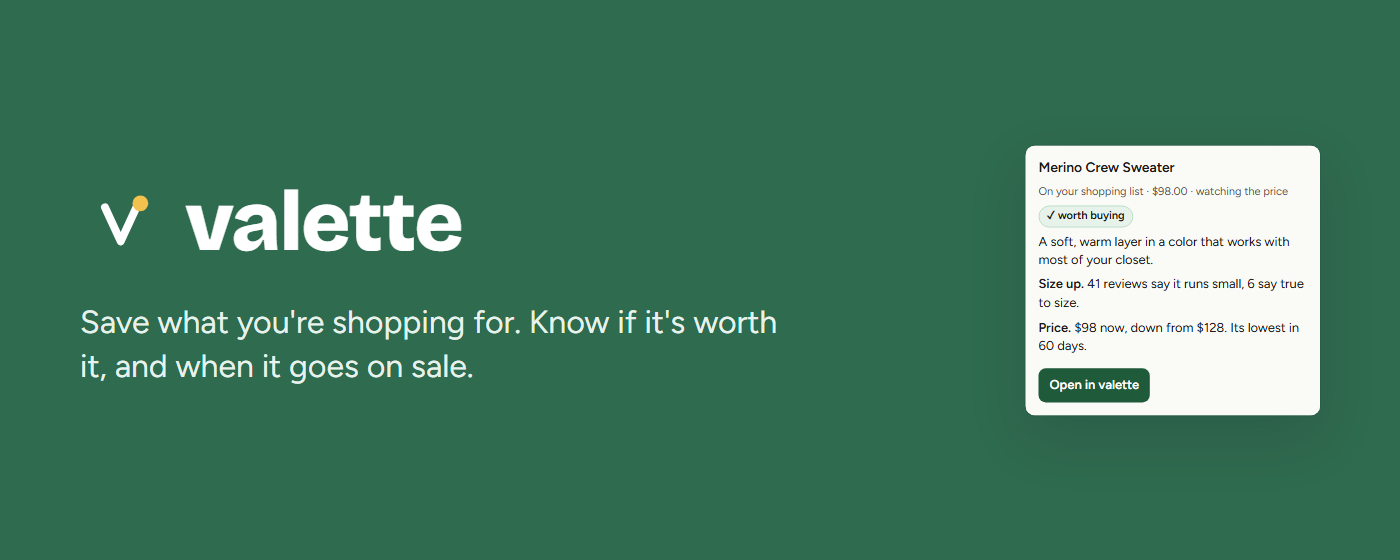 valette
Save what you're shopping for. Know if it's worth
it, and when it goes on sale.
Merino Crew Sweater
On your shopping list · $98.00 · watching the price
✓ worth buying
A soft, warm layer in a color that works with
most of your closet.
Size up. 41 reviews say it runs small, 6 say true
to size.
Price. $98 now, down from $128. Its lowest in
60 days.
Open in valette